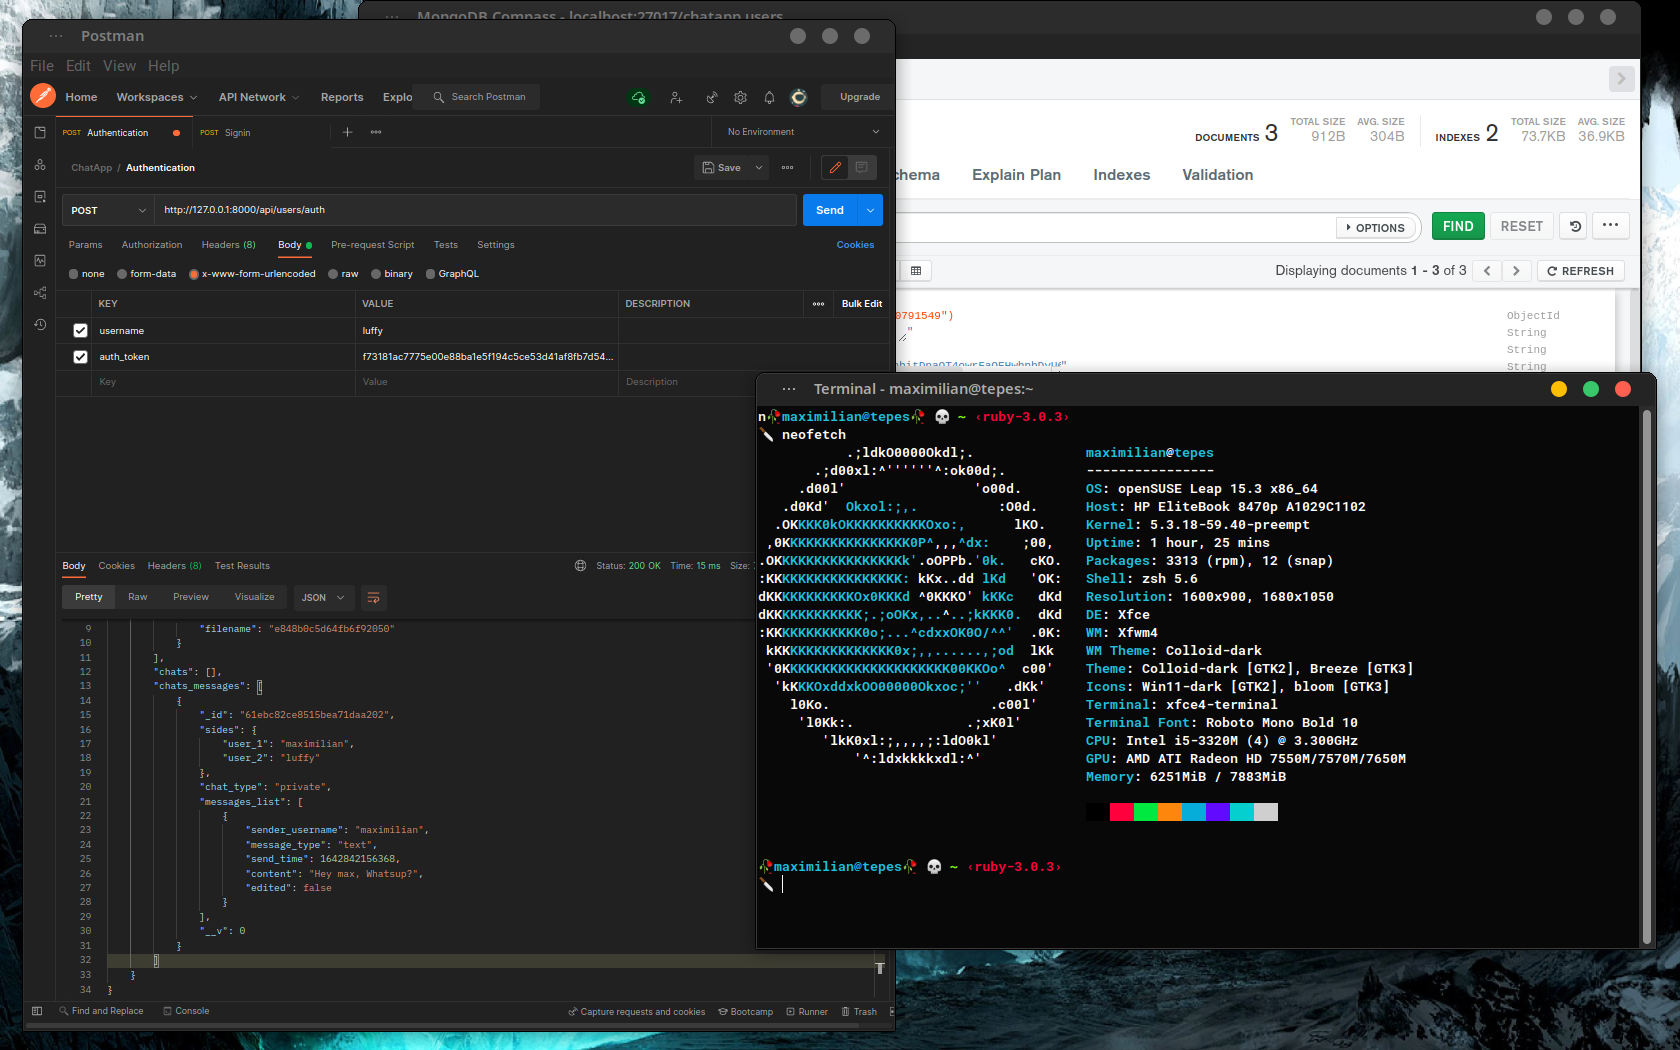 MongoDB Compass - localhost:27017/chatapp.users
Postman
File Edit View Help
Home Workspaces API Network Reports Explo Search Postman Upgrade
POST Authentication POST Signin No Environment
ChatApp / Authentication Save
POST http://127.0.0.1:8000/api/users/auth Send
Params Authorization Headers (8) Body Pre-request Script Tests Settings Cookies
none form-data x-www-form-urlencoded raw binary GraphQL
KEY VALUE DESCRIPTION Bulk Edit
username luffy
auth_token f73181ac7775e00e88ba1e5f194c5ce53d41af8fb7d54...
Key Value Description
Body Cookies Headers (8) Test Results Status: 200 OK Time: 15 ms Size:
Pretty Raw Preview Visualize JSON
9 "filename": "e848b0c5d64fb6f92050"
10 }
11 ],
12 "chats": [],
13 "chats_messages": [
14 {
15 "_id": "61ebc82ce8515bea71daa202",
16 "sides": {
17 "user_1": "maximilian",
18 "user_2": "luffy"
19 },
20 "chat_type": "private",
21 "messages_list": [
22 {
23 "sender_username": "maximilian",
24 "message_type": "text",
25 "send_time": 1642842156368,
26 "content": "Hey max, Whatsup?",
27 "edited": false
28 }
29 ],
30 "__v": 0
31 }
32 ]
33 }
34 }
Find and Replace Console Capture requests and cookies Bootcamp Runner Trash
DOCUMENTS 3 TOTAL SIZE 912B AVG. SIZE 304B INDEXES 2 TOTAL SIZE 73.7KB AVG. SIZE 36.9KB
chema Explain Plan Indexes Validation
OPTIONS FIND RESET
Displaying documents 1 - 3 of 3 REFRESH
0791549") ObjectId
" String
String
String
Terminal - maximilian@tepes:~
n maximilian@tepes ~ ‹ruby-3.0.3›
neofetch
.;ldkO0000Okdl;.
.;d00xl:^''''''^:ok00d;.
.d00l' 'o00d.
.d0Kd' Okxol:;,. :O0d.
.OKKKK0kOKKKKKKKKKKOxo:, lKO.
,0KKKKKKKKKKKKKKKK0P^,,,^dx: ;00,
.OKKKKKKKKKKKKKKKKKk'.oOPPb.'0k. cKO.
:KKKKKKKKKKKKKKKKK: kKx..dd lKd 'OK:
dKKKKKKKKKKKOx0KKKd ^0KKKO' kKKc dKd
dKKKKKKKKKKKK;.;oOKx,..^..;kKKK0. dKd
:KKKKKKKKKKKK0o;...^cdxxOK0O/^^' .0K:
kKKKKKKKKKKKKKKK0x;,,......,;od lKk
'0KKKKKKKKKKKKKKKKKKKK00KKOo^ c00'
'kKKKOxddxkOO00000Okxoc;'' .dKk'
l0Ko. .c00l'
'l0Kk:. .;xK0l'
'lkK0xl:;,,,,;:ldO0kl'
'^:ldxkkkkxdl:^'
maximilian@tepes
----------------
OS: openSUSE Leap 15.3 x86_64
Host: HP EliteBook 8470p A1029C1102
Kernel: 5.3.18-59.40-preempt
Uptime: 1 hour, 25 mins
Packages: 3313 (rpm), 12 (snap)
Shell: zsh 5.6
Resolution: 1600x900, 1680x1050
DE: Xfce
WM: Xfwm4
WM Theme: Colloid-dark
Theme: Colloid-dark [GTK2], Breeze [GTK3]
Icons: Win11-dark [GTK2], bloom [GTK3]
Terminal: xfce4-terminal
Terminal Font: Roboto Mono Bold 10
CPU: Intel i5-3320M (4) @ 3.300GHz
GPU: AMD ATI Radeon HD 7550M/7570M/7650M
Memory: 6251MiB / 7883MiB
maximilian@tepes ~ ‹ruby-3.0.3›